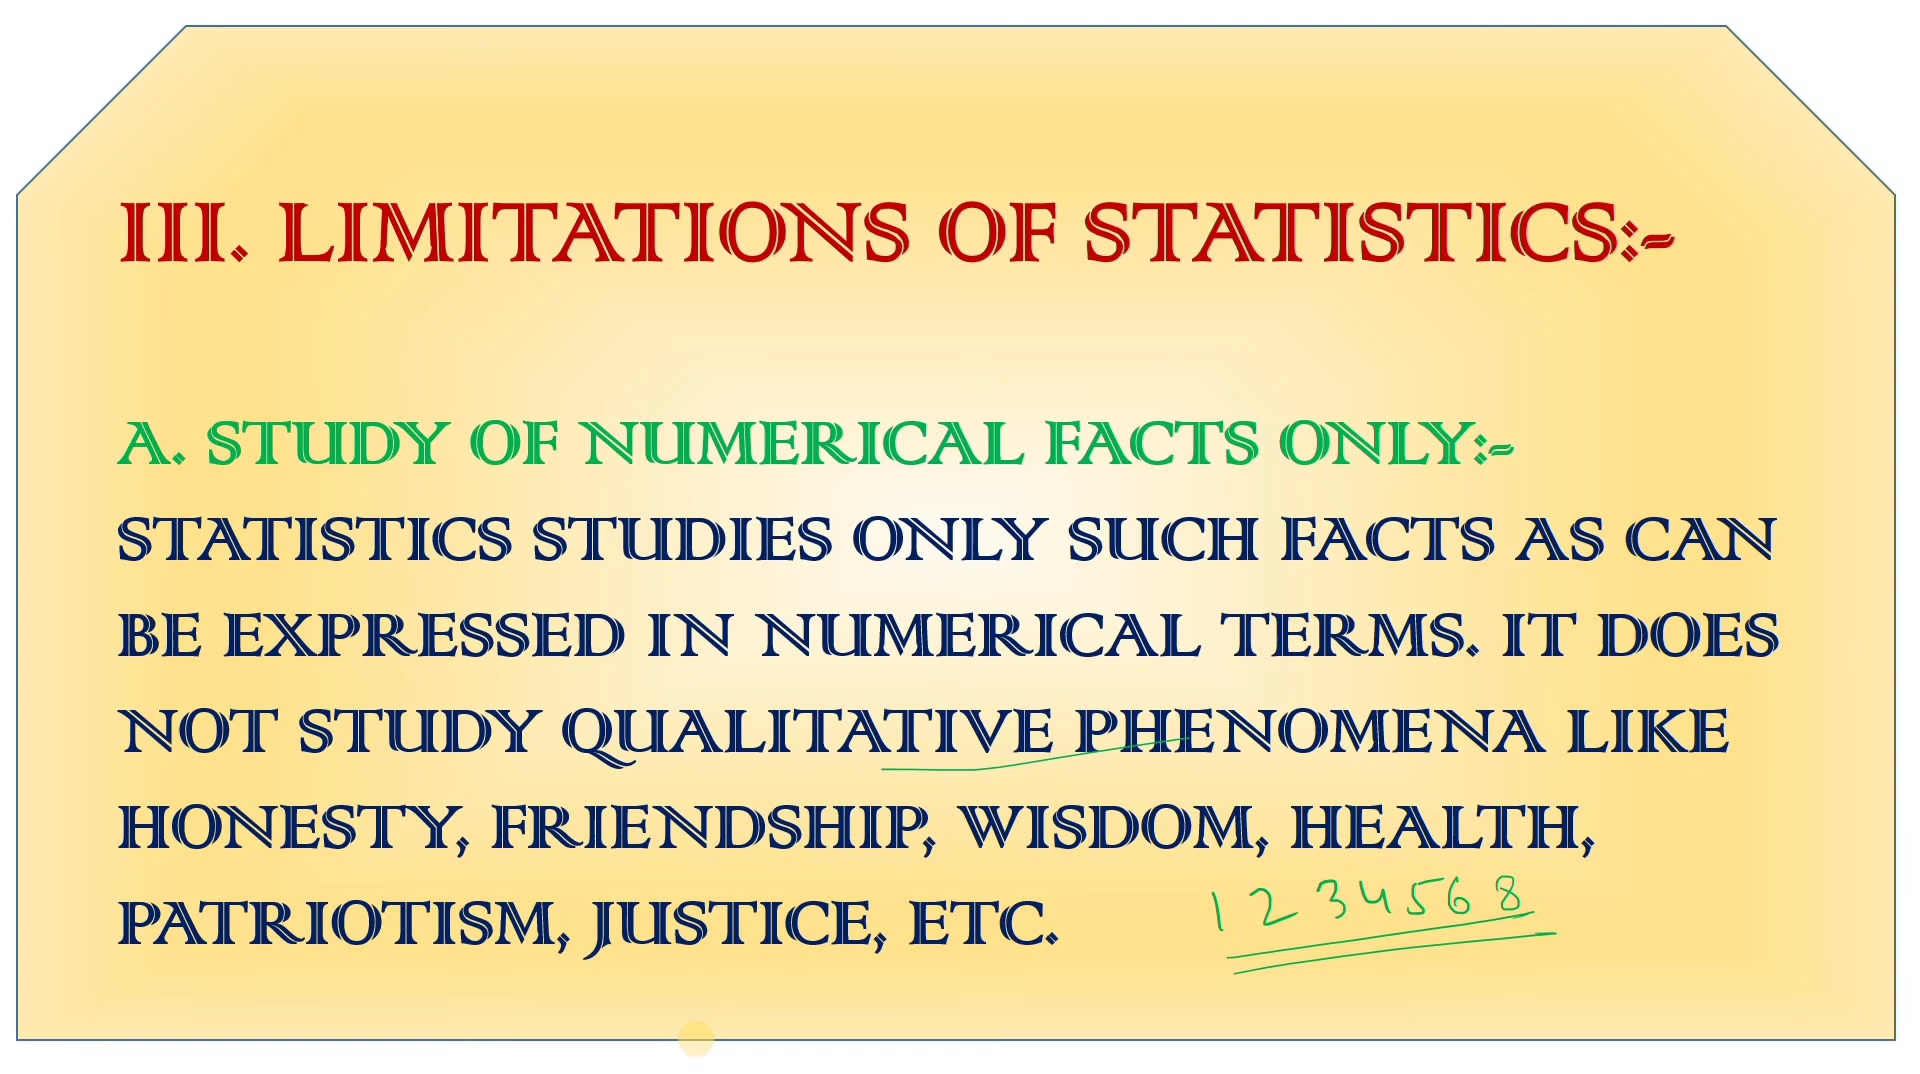 III. LIMITATIONS OF STATISTICS:-
A. STUDY OF NUMERICAL FACTS ONLY:-
STATISTICS STUDIES ONLY SUCH FACTS AS CAN
BE EXPRESSED IN NUMERICAL TERMS. IT DOES
NOT STUDY QUALITATIVE PHENOMENA LIKE
HONESTY, FRIENDSHIP, WISDOM, HEALTH,
PATRIOTISM, JUSTICE, ETC.
1 2 3 4 5 6 8